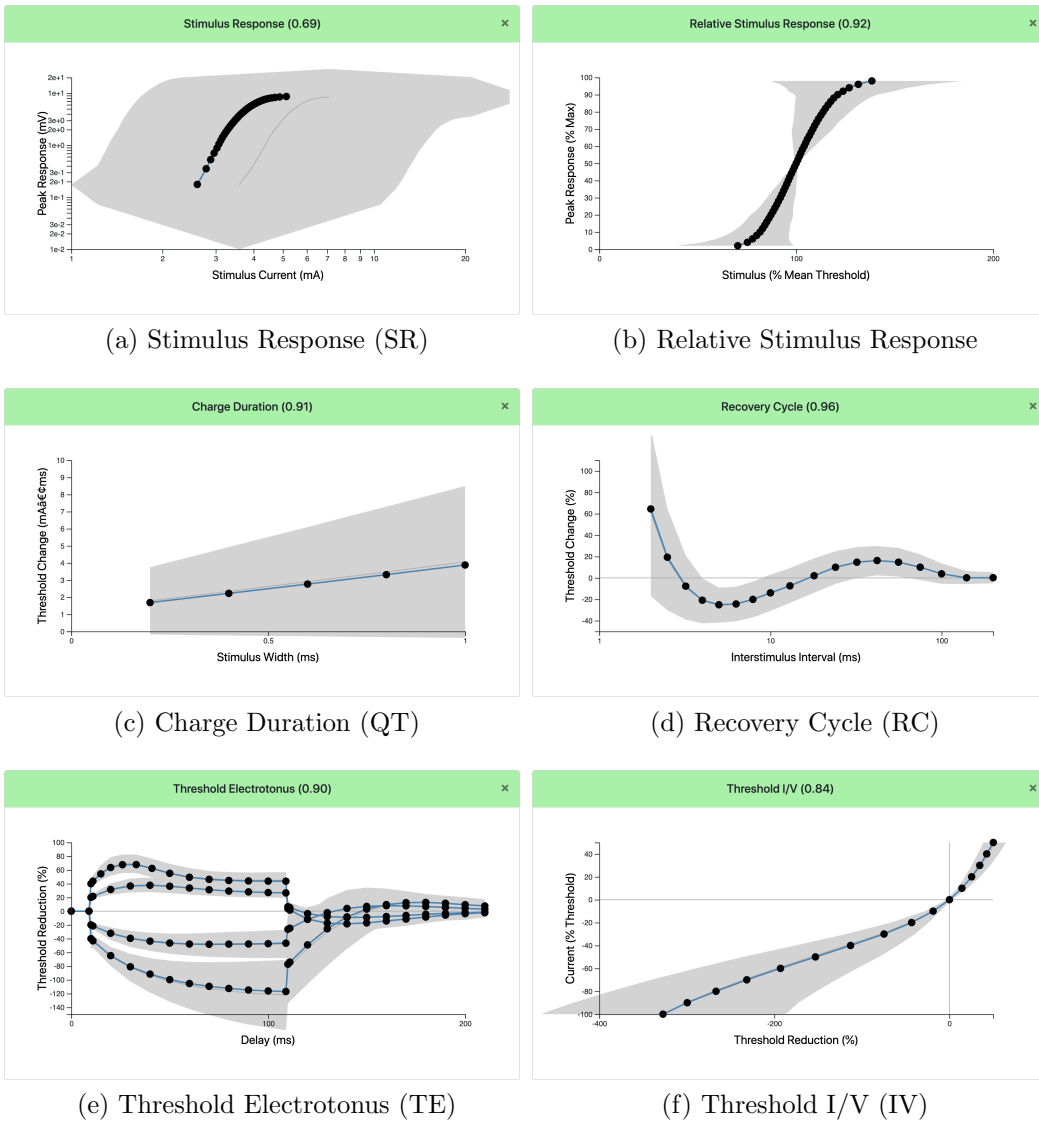 Stimulus Response (0.69) ×
Peak Response (mV)
2e+1
3e+0
2e+0
1e+0
3e-1
2e-1
1e-1
3e-2
2e-2
1e-2
1 2 3 4 5 6 7 8 9 10 20
Stimulus Current (mA)
(a) Stimulus Response (SR)
Relative Stimulus Response (0.92) ×
Peak Response (% Max)
100
90
80
70
60
50
40
30
20
10
0
0 100 200
Stimulus (% Mean Threshold)
(b) Relative Stimulus Response
Charge Duration (0.91) ×
Threshold Change (mAâ€¢ms)
10
9
8
7
6
5
4
3
2
1
0
0 0.5 1
Stimulus Width (ms)
(c) Charge Duration (QT)
Recovery Cycle (0.96) ×
Threshold Change (%)
100
80
60
40
20
0
-20
-40
1 10 100
Interstimulus Interval (ms)
(d) Recovery Cycle (RC)
Threshold Electrotonus (0.90) ×
Threshold Reduction (%)
100
80
60
40
20
0
-20
-40
-60
-80
-100
-120
-140
0 100 200
Delay (ms)
(e) Threshold Electrotonus (TE)
Threshold I/V (0.84) ×
Current (% Threshold)
40
20
0
-20
-40
-60
-80
-100
-400 -200 0
Threshold Reduction (%)
(f) Threshold I/V (IV)